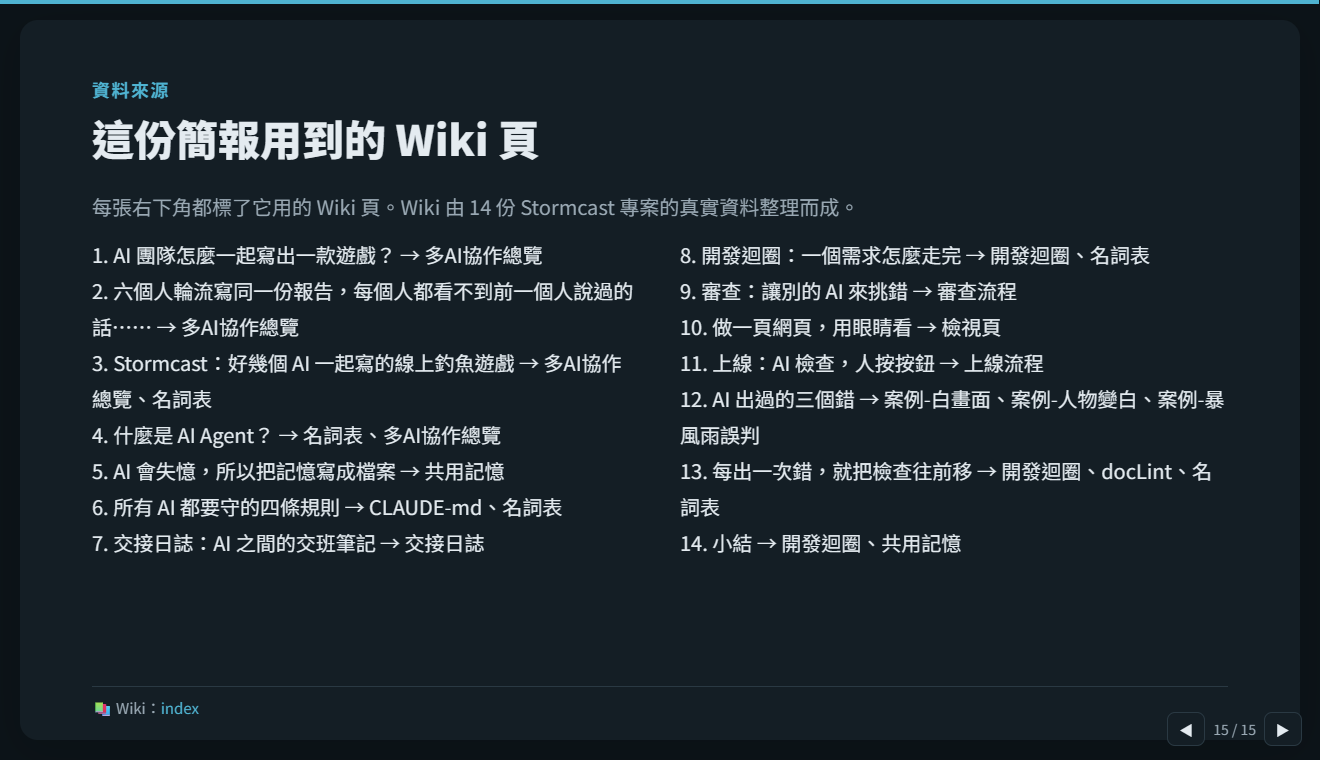 資料來源
這份簡報用到的 Wiki 頁
每張右下角都標了它用的 Wiki 頁。Wiki 由 14 份 Stormcast 專案的真實資料整理而成。
1. AI 團隊怎麼一起寫出一款遊戲？ → 多AI協作總覽
2. 六個人輪流寫同一份報告，每個人都看不到前一個人說過的
話⋯⋯ → 多AI協作總覽
3. Stormcast：好幾個 AI 一起寫的線上釣魚遊戲 → 多AI協作
總覽、名詞表
4. 什麼是 AI Agent？ → 名詞表、多AI協作總覽
5. AI 會失憶，所以把記憶寫成檔案 → 共用記憶
6. 所有 AI 都要守的四條規則 → CLAUDE-md、名詞表
7. 交接日誌：AI 之間的交班筆記 → 交接日誌
8. 開發迴圈：一個需求怎麼走完 → 開發迴圈、名詞表
9. 審查：讓別的 AI 來挑錯 → 審查流程
10. 做一頁網頁，用眼睛看 → 檢視頁
11. 上線：AI 檢查，人按按鈕 → 上線流程
12. AI 出過的三個錯 → 案例-白畫面、案例-人物變白、案例-暴
風雨誤判
13. 每出一次錯，就把檢查往前移 → 開發迴圈、docLint、名
詞表
14. 小結 → 開發迴圈、共用記憶
Wiki：index
◀ 15 / 15 ▶